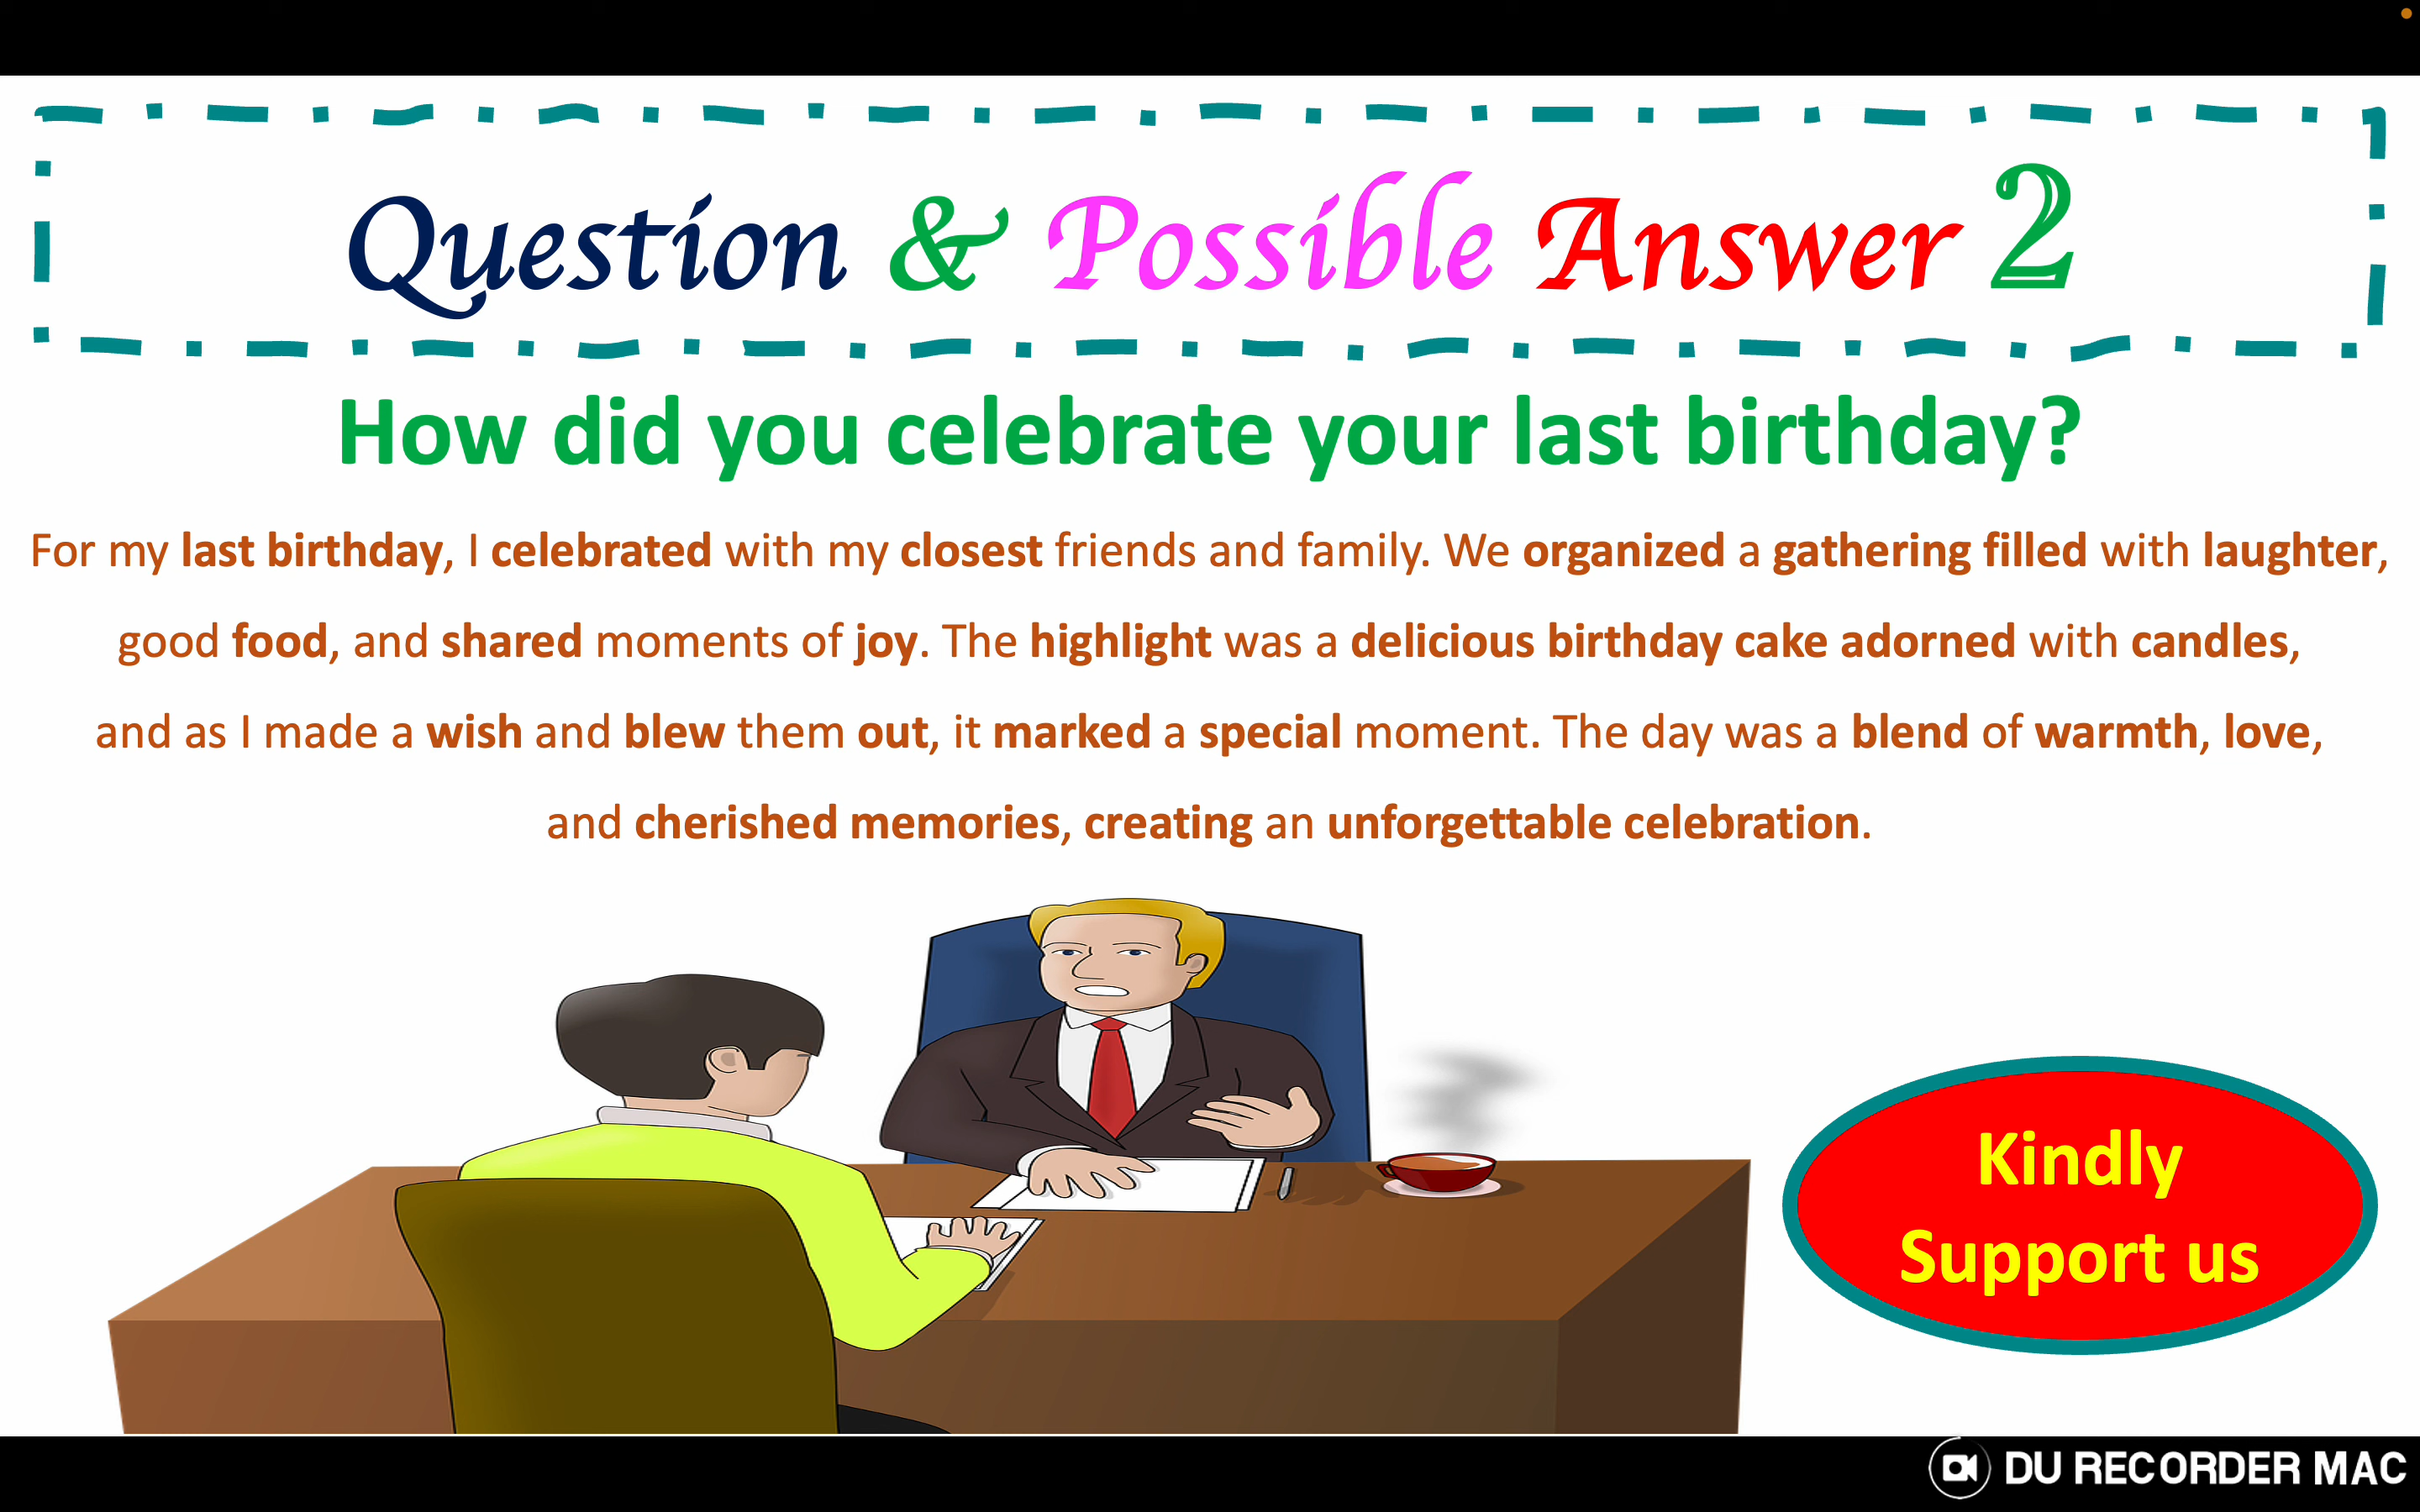 Question & Possible Answer 2
How did you celebrate your last birthday?
For my last birthday, I celebrated with my closest friends and family. We organized a gathering filled with laughter,
good food, and shared moments of joy. The highlight was a delicious birthday cake adorned with candles,
and as I made a wish and blew them out, it marked a special moment. The day was a blend of warmth, love,
and cherished memories, creating an unforgettable celebration.
Kindly
Support us
DU RECORDER MAC